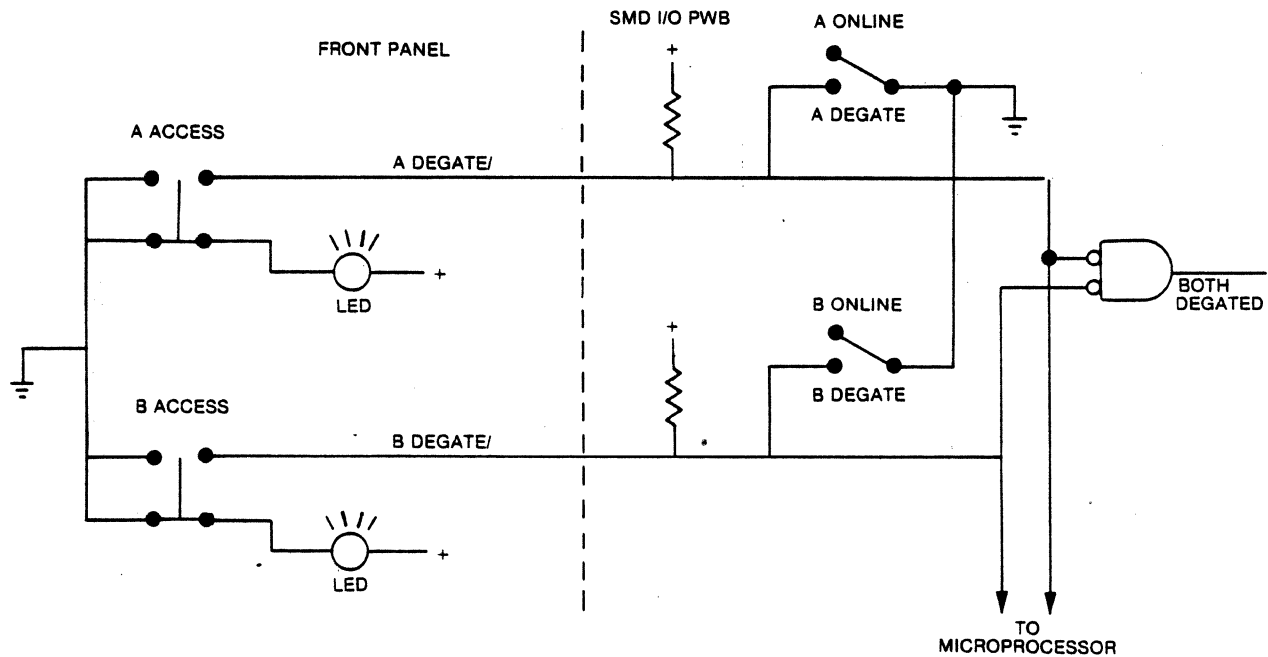 SMD I/O PWB
A ONLINE
FRONT PANEL
+
A DEGATE
A ACCESS
A DEGATE/
+
LED
BOTH
DEGATED
B ONLINE
+
B DEGATE
B ACCESS
B DEGATE/
+
LED
TO
MICROPROCESSOR